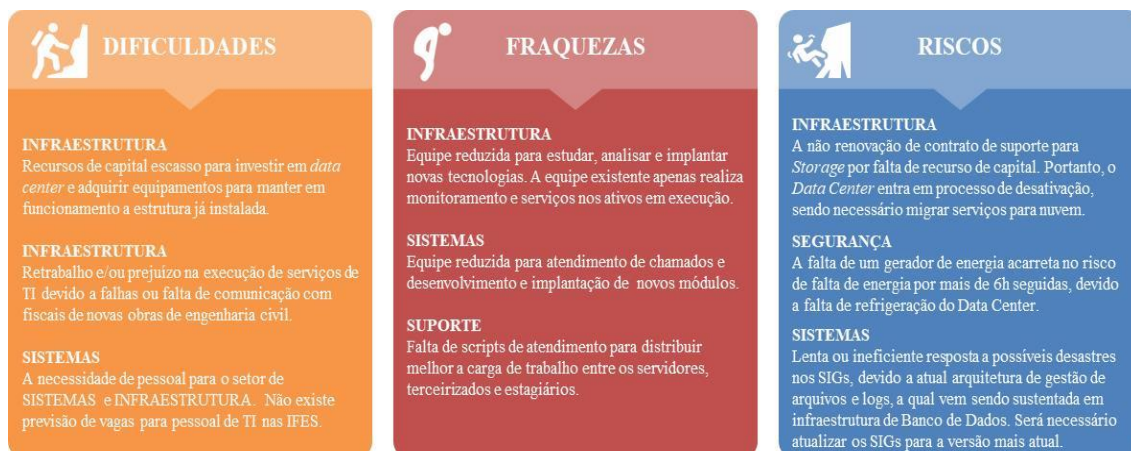 DIFICULDADES
INFRAESTRUTURA
Recursos de capital escasso para investir em data
center e adquirir equipamentos para manter em
funcionamento a estrutura já instalada.
INFRAESTRUTURA
Retrabalho e/ou prejuízo na execução de serviços de
TI devido a falhas ou falta de comunicação com
fiscais de novas obras de engenharia civil.
SISTEMAS
A necessidade de pessoal para o setor de
SISTEMAS e INFRAESTRUTURA. Não existe
previsão de vagas para pessoal de TI nas IFES.
FRAQUEZAS
INFRAESTRUTURA
Equipe reduzida para estudar, analisar e implantar
novas tecnologias. A equipe existente apenas realiza
monitoramento e serviços nos ativos em execução.
SISTEMAS
Equipe reduzida para atendimento de chamados e
desenvolvimento e implantação de novos módulos.
SUPORTE
Falta de scripts de atendimento para distribuir
melhor a carga de trabalho entre os servidores,
terceirizados e estagiários.
RISCOS
INFRAESTRUTURA
A não renovação de contrato de suporte para
Storage por falta de recurso de capital. Portanto, o
Data Center entra em processo de desativação,
sendo necessário migrar serviços para nuvem.
SEGURANÇA
A falta de um gerador de energia acarreta no risco
de falta de energia por mais de 6h seguidas, devido
a falta de refrigeração do Data Center.
SISTEMAS
Lenta ou ineficiente resposta a possíveis desastres
nos SIGs, devido a atual arquitetura de gestão de
arquivos e logs, a qual vem sendo sustentada em
infraestrutura de Banco de Dados. Será necessário
atualizar os SIGs para a versão mais atual.